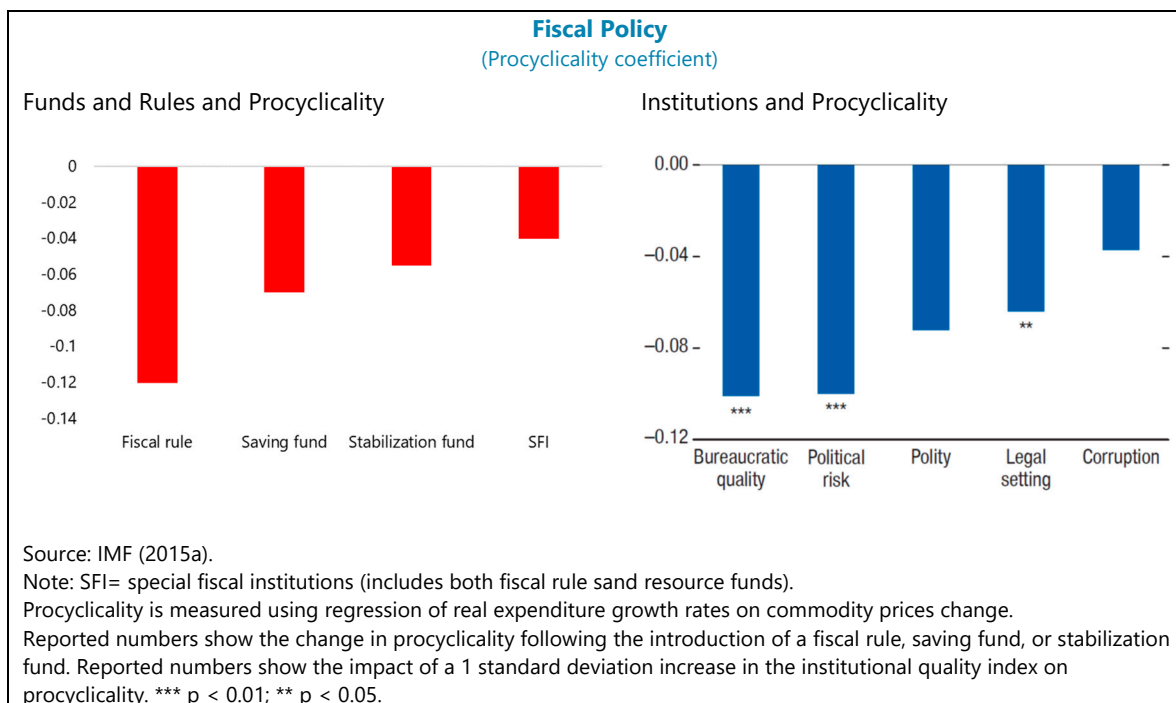 Fiscal Policy
(Procyclicality coefficient)
Funds and Rules and Procyclicality
0
-0.02
-0.04
-0.06
-0.08
-0.1
-0.12
-0.14
Fiscal rule Saving fund Stabilization fund SFI
Institutions and Procyclicality
0.00
–0.04
–0.08
–0.12
*** *** **
Bureaucratic quality
Political risk
Polity
Legal setting
Corruption
Source: IMF (2015a).
Note: SFI= special fiscal institutions (includes both fiscal rule sand resource funds).
Procyclicality is measured using regression of real expenditure growth rates on commodity prices change.
Reported numbers show the change in procyclicality following the introduction of a fiscal rule, saving fund, or stabilization
fund. Reported numbers show the impact of a 1 standard deviation increase in the institutional quality index on
procyclicality. *** p < 0.01; ** p < 0.05.